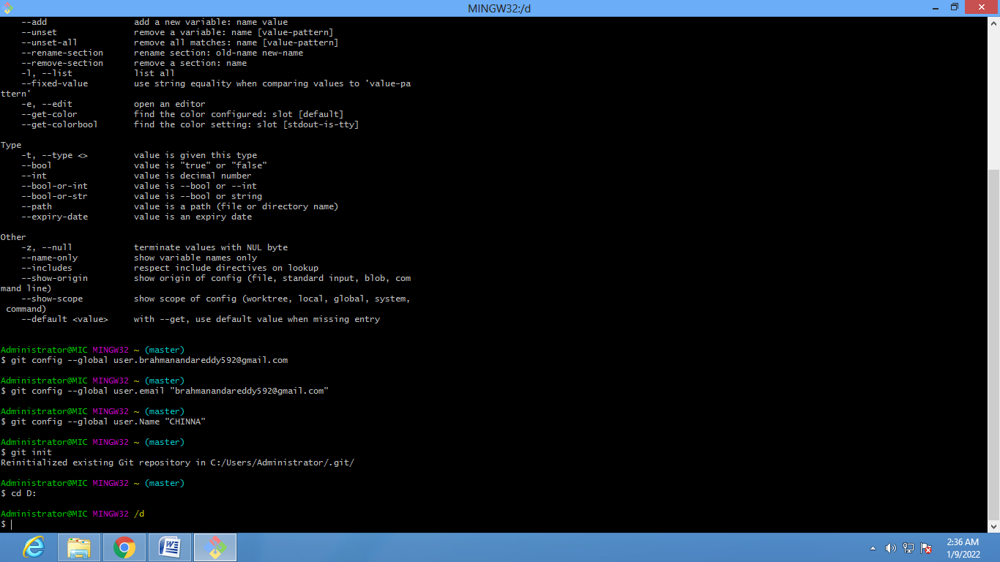 MINGW32:/d
    --add                 add a new variable: name value
    --unset               remove a variable: name [value-pattern]
    --unset-all           remove all matches: name [value-pattern]
    --rename-section      rename section: old-name new-name
    --remove-section      remove a section: name
    -l, --list            list all
    --fixed-value         use string equality when comparing values to 'value-pa
ttern'
    -e, --edit            open an editor
    --get-color           find the color configured: slot [default]
    --get-colorbool       find the color setting: slot [stdout-is-tty]
Type
    -t, --type <>         value is given this type
    --bool                value is "true" or "false"
    --int                 value is decimal number
    --bool-or-int         value is --bool or --int
    --bool-or-str         value is --bool or string
    --path                value is a path (file or directory name)
    --expiry-date         value is an expiry date
Other
    -z, --null            terminate values with NUL byte
    --name-only           show variable names only
    --includes            respect include directives on lookup
    --show-origin         show origin of config (file, standard input, blob, com
mand line)
    --show-scope          show scope of config (worktree, local, global, system,
 command)
    --default <value>     with --get, use default value when missing entry
Administrator@MIC MINGW32 ~ (master)
$ git config --global user.brahmanandareddy592@gmail.com
Administrator@MIC MINGW32 ~ (master)
$ git config --global user.email "brahmanandareddy592@gmail.com"
Administrator@MIC MINGW32 ~ (master)
$ git config --global user.Name "CHINNA"
Administrator@MIC MINGW32 ~ (master)
$ git init
Reinitialized existing Git repository in C:/Users/Administrator/.git/
Administrator@MIC MINGW32 ~ (master)
$ cd D:
Administrator@MIC MINGW32 /d
$
2:36 AM
1/9/2022